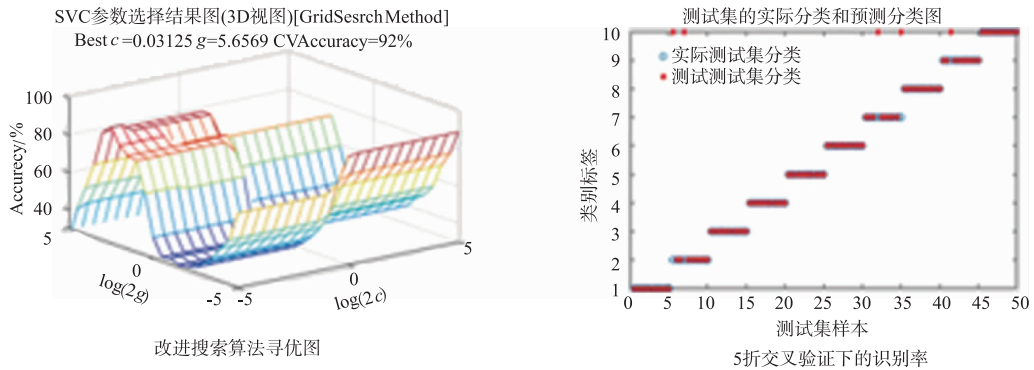 SVC参数选择结果图(3D视图)[GridSesrch Method]
Best c=0.03125 g=5.6569 CVAccuracy=92%
Accurecy/%
100
80
60
40
5
0
-5
log(2g)
-5
0
5
log(2c)
改进搜索算法寻优图
测试集的实际分类和预测分类图
实际测试集分类
测试测试集分类
类别标签
10
9
8
7
6
5
4
3
2
1
0 5 10 15 20 25 30 35 40 45 50
测试集样本
5折交叉验证下的识别率